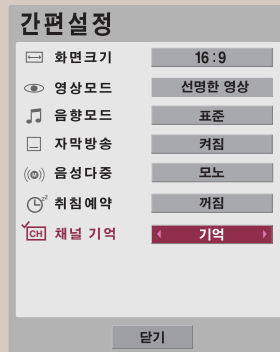 간편설정
화면크기 16:9
영상모드 선명한 영상
음향모드 표준
자막방송 켜짐
음성다중 모노
취침예약 꺼짐
CH 채널 기억 기억
닫기